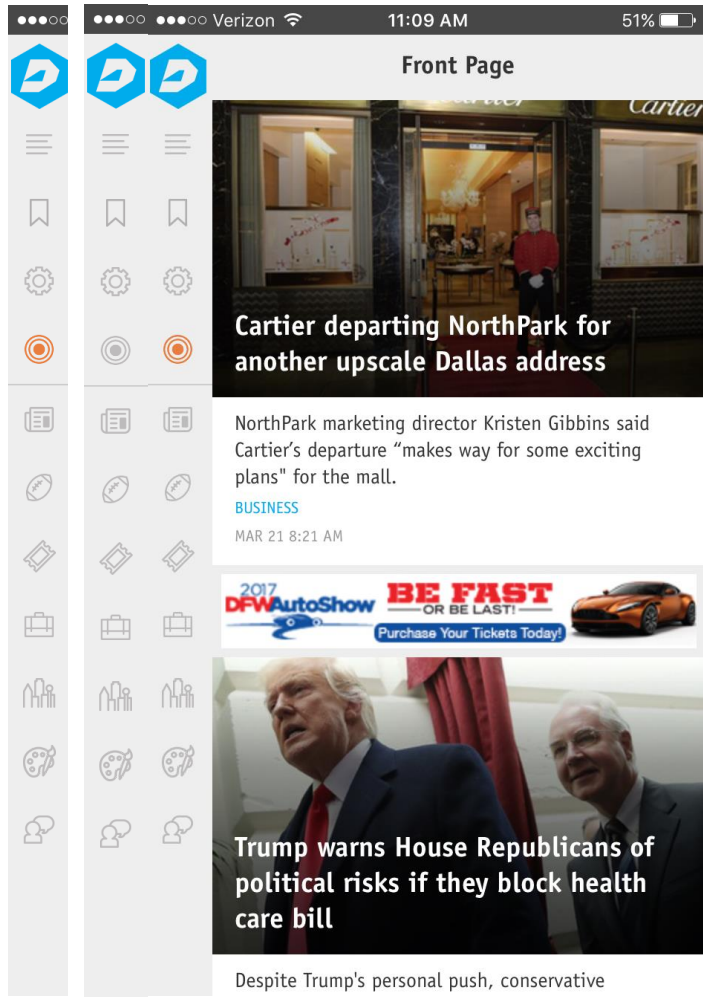 Verizon
11:09 AM
51%
Front Page
Cartier
Cartier
Cartier departing NorthPark for
another upscale Dallas address
NorthPark marketing director Kristen Gibbins said
Cartier’s departure “makes way for some exciting
plans" for the mall.
BUSINESS
MAR 21 8:21 AM
2017
DFWAutoShow
BE FAST
OR BE LAST!
Purchase Your Tickets Today!
Trump warns House Republicans of
political risks if they block health
care bill
Despite Trump's personal push, conservative